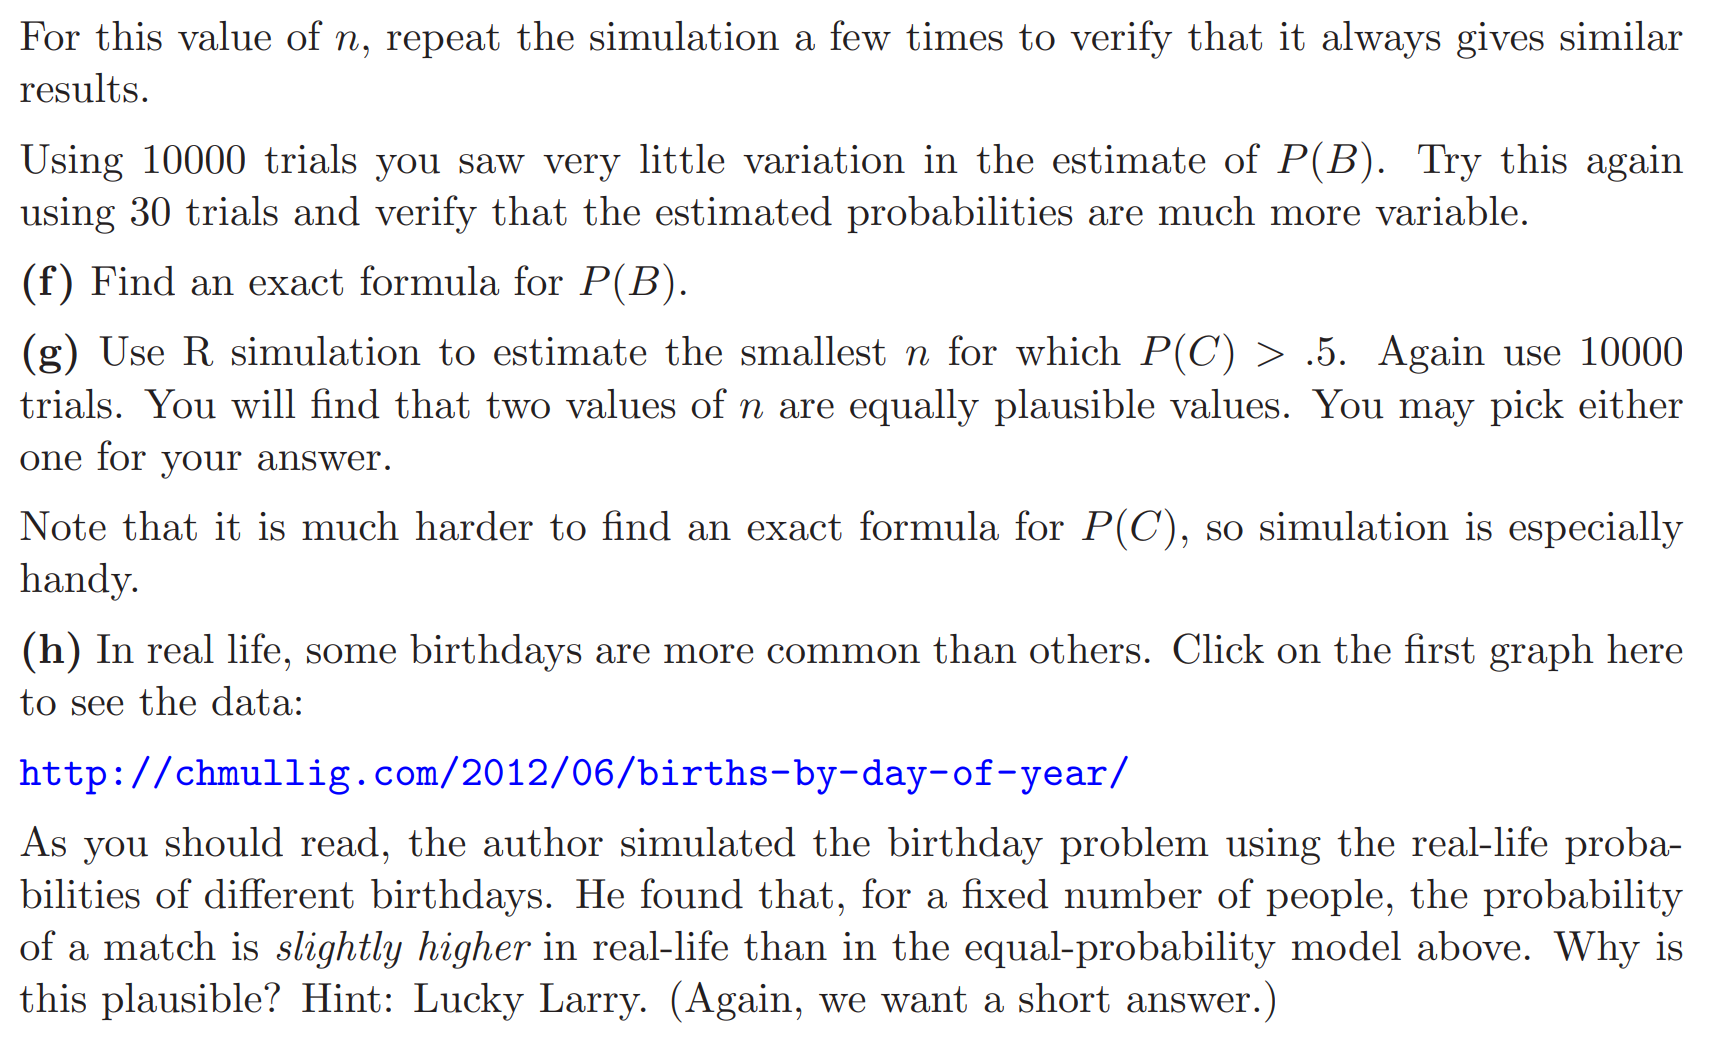 For this value of n, repeat the simulation a few times to verify that it always gives similar
results.
Using 10000 trials you saw very little variation in the estimate of P(B). Try this again
using 30 trials and verify that the estimated probabilities are much more variable.
(f) Find an exact formula for P(B).
(g) Use R simulation to estimate the smallest n for which P(C) > .5. Again use 10000
trials. You will find that two values of n are equally plausible values. You may pick either
one for your answer.
Note that it is much harder to find an exact formula for P(C), so simulation is especially
handy.
(h) In real life, some birthdays are more common than others. Click on the first graph here
to see the data:
http://chmullig.com/2012/06/births-by-day-of-year/
As you should read, the author simulated the birthday problem using the real-life proba-
bilities of different birthdays. He found that, for a fixed number of people, the probability
of a match is slightly higher in real-life than in the equal-probability model above. Why is
this plausible? Hint: Lucky Larry. (Again, we want a short answer.)